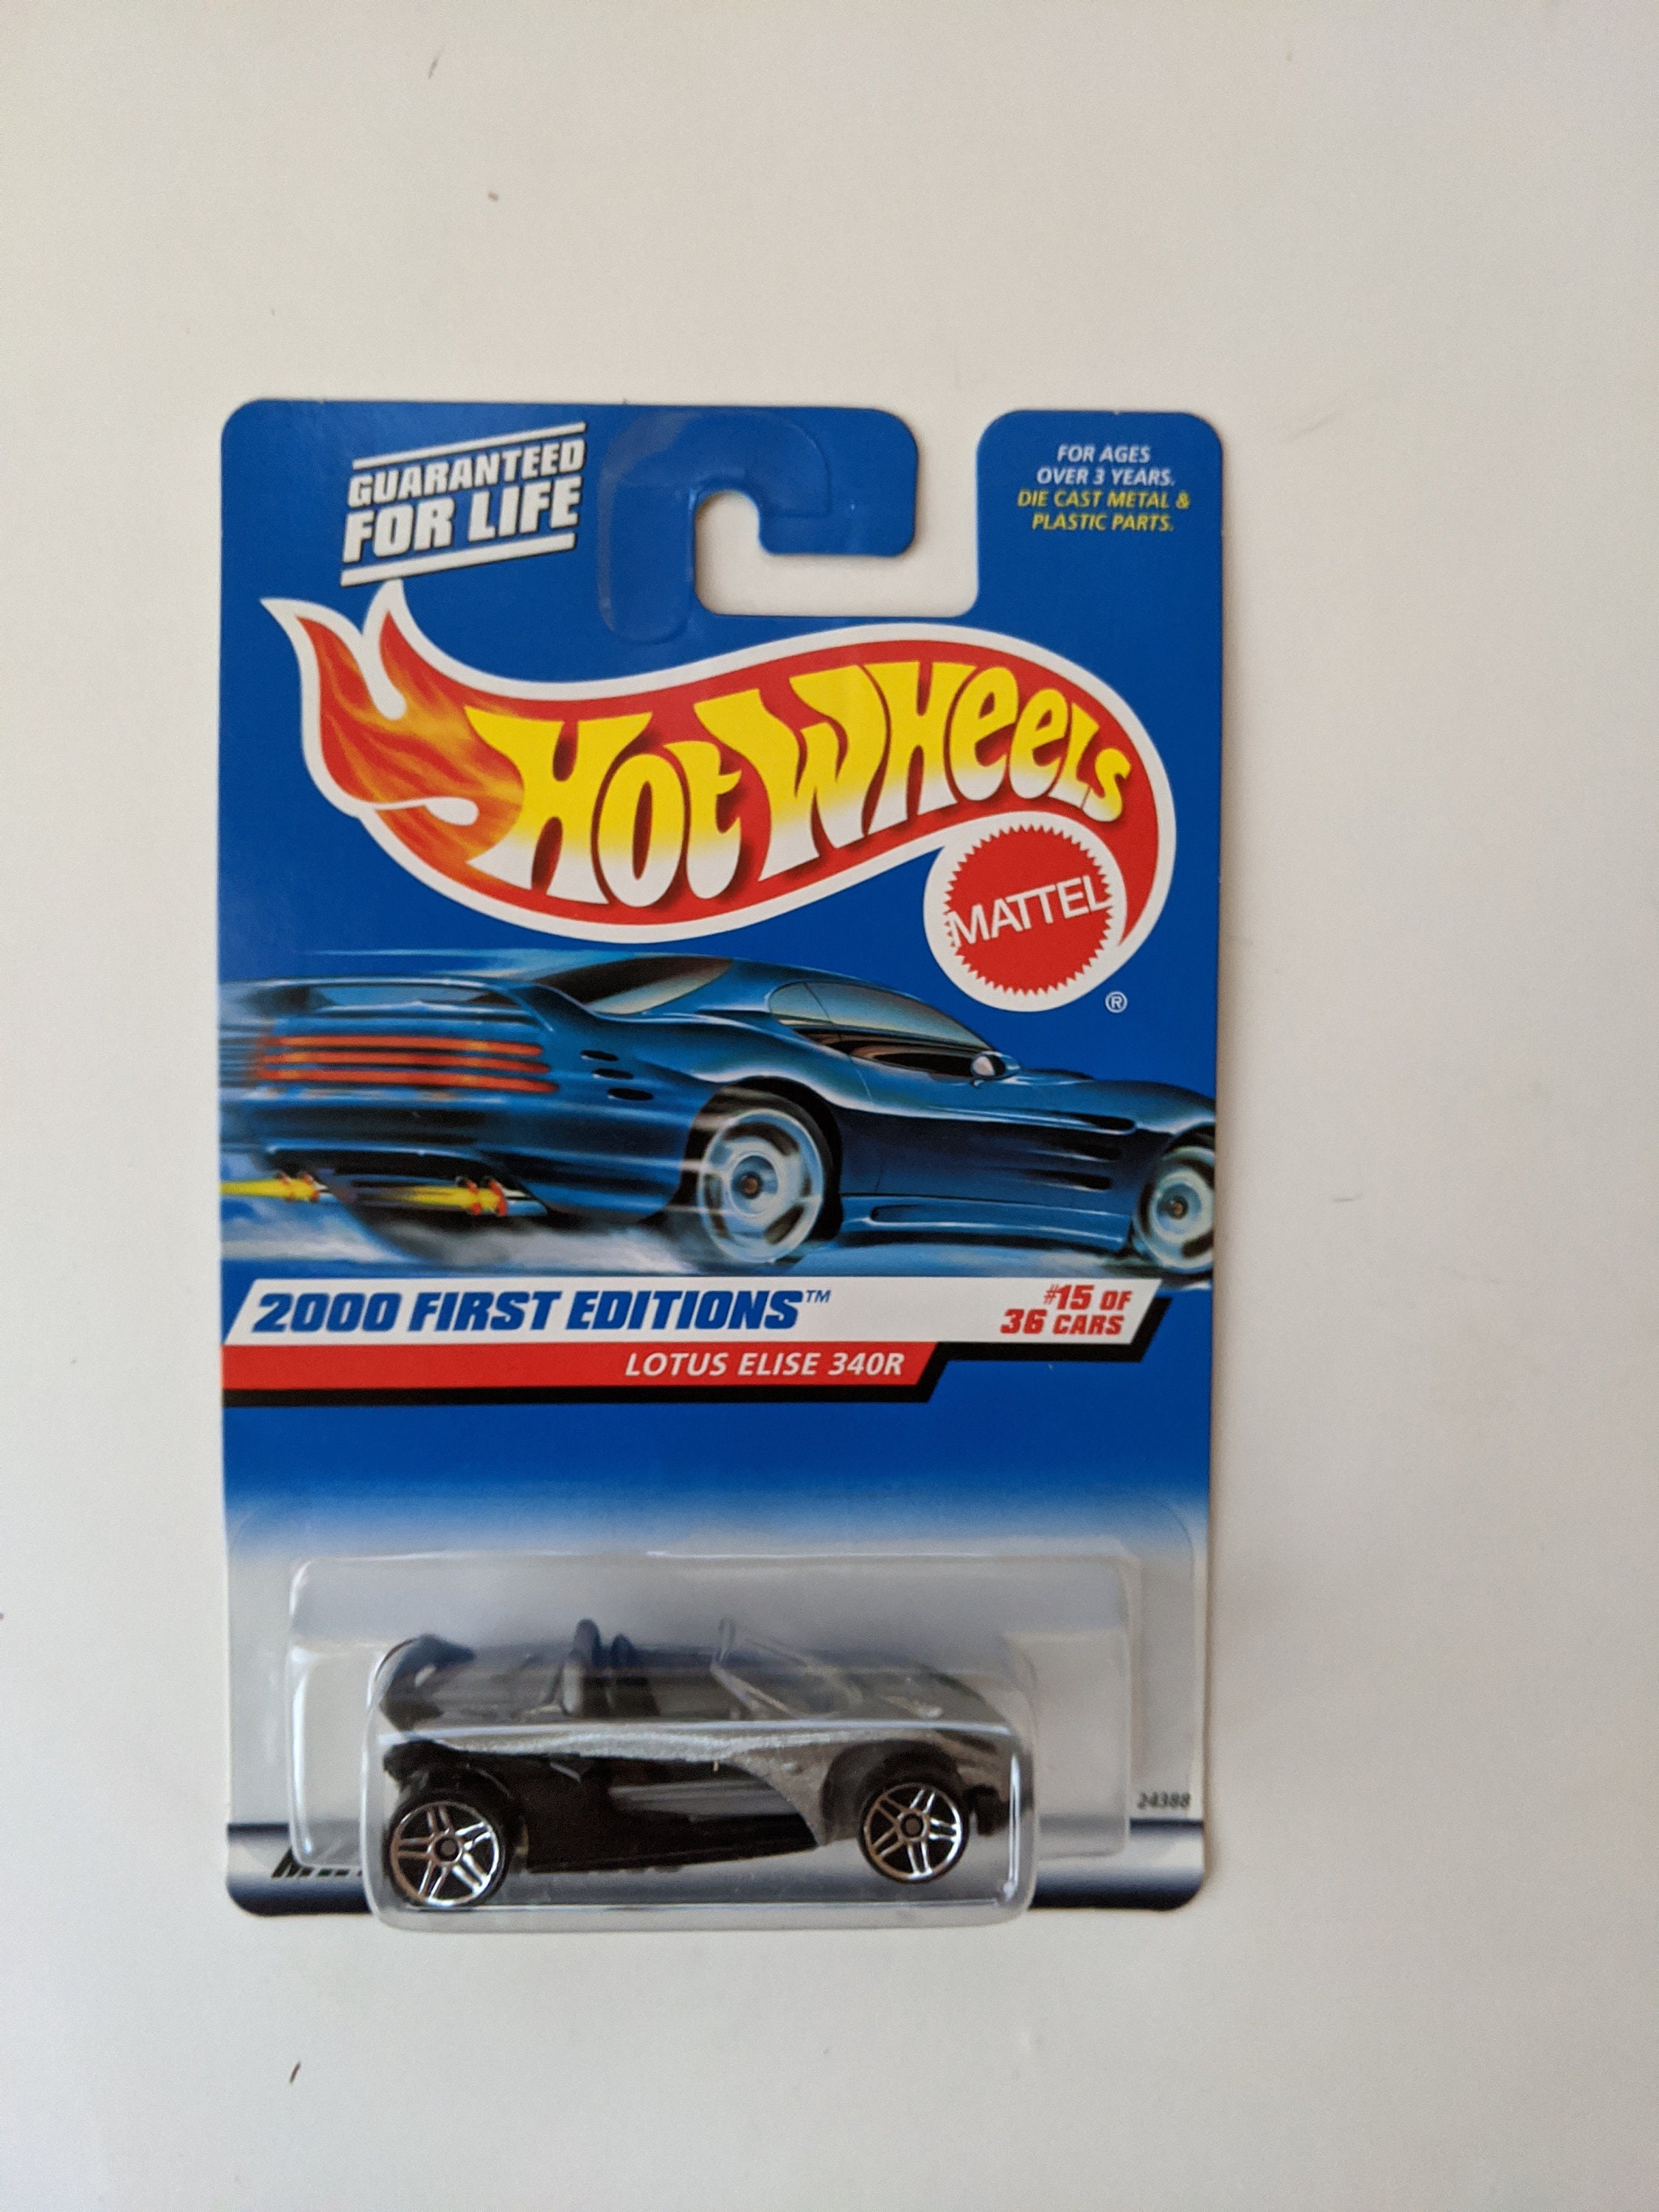 GUARANTEED
FOR LIFE
FOR AGES
OVER 3 YEARS.
DIE CAST METAL &
PLASTIC PARTS.
HOT WHEELS
MATTEL
®
2000 FIRST EDITIONS™
#15 OF
36 CARS
LOTUS ELISE 340R
24388